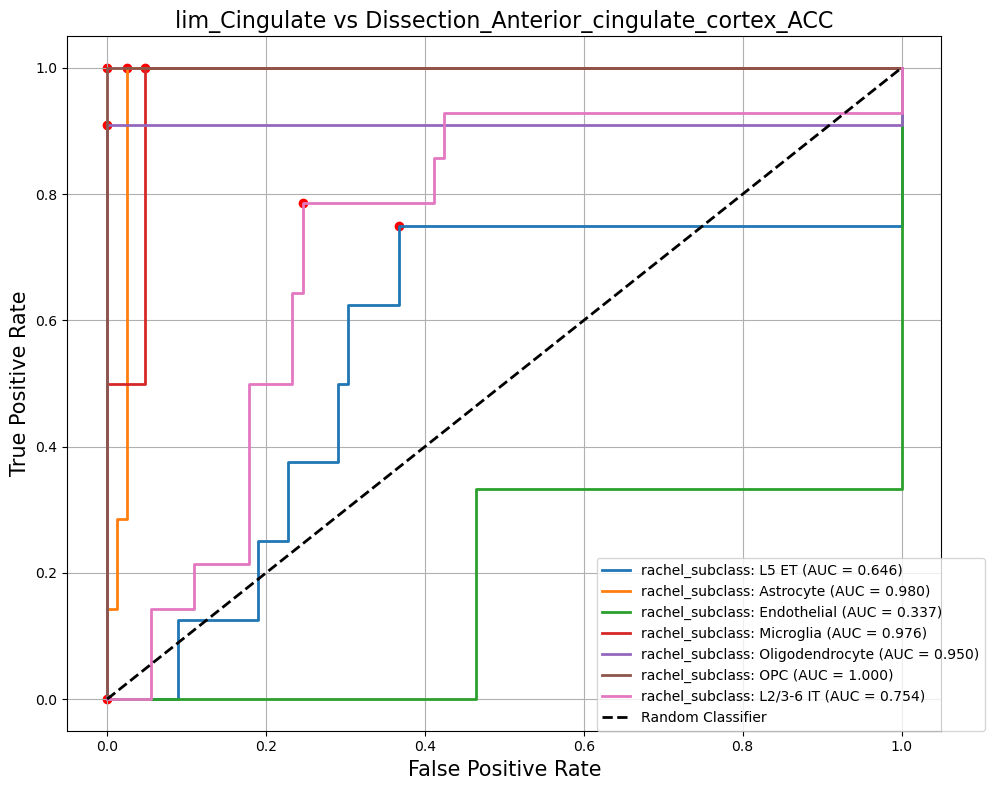 lim_Cingulate vs Dissection_Anterior_cingulate_cortex_ACC
True Positive Rate
1.0
0.8
0.6
0.4
0.2
0.0
rachel_subclass: L5 ET (AUC = 0.646)
rachel_subclass: Astrocyte (AUC = 0.980)
rachel_subclass: Endothelial (AUC = 0.337)
rachel_subclass: Microglia (AUC = 0.976)
rachel_subclass: Oligodendrocyte (AUC = 0.950)
rachel_subclass: OPC (AUC = 1.000)
rachel_subclass: L2/3-6 IT (AUC = 0.754)
Random Classifier
0.0 0.2 0.4 0.6 0.8 1.0
False Positive Rate